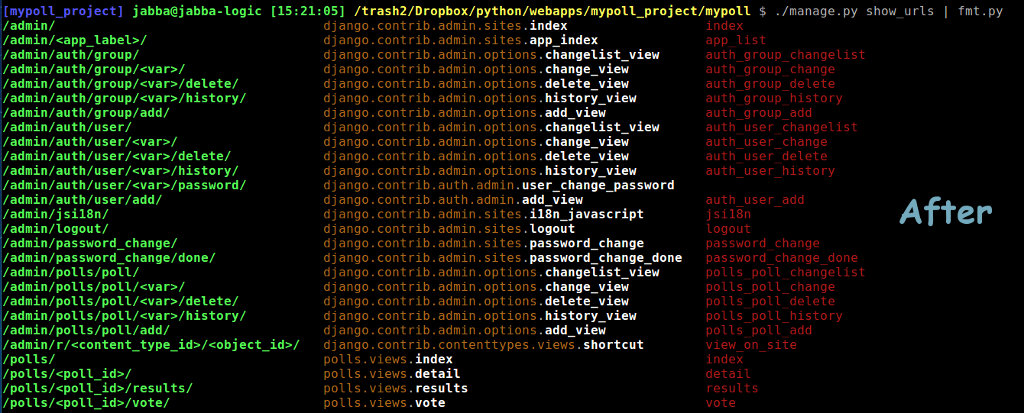 [mypoll_project] jabba@jabba-logic [15:21:05] /trash2/Dropbox/python/webapps/mypoll_project/mypoll $ ./manage.py show_urls | fmt.py
/admin/ django.contrib.admin.sites.index index
/admin/<app_label>/ django.contrib.admin.sites.app_index app_list
/admin/auth/group/ django.contrib.admin.options.changelist_view auth_group_changelist
/admin/auth/group/<var>/ django.contrib.admin.options.change_view auth_group_change
/admin/auth/group/<var>/delete/ django.contrib.admin.options.delete_view auth_group_delete
/admin/auth/group/<var>/history/ django.contrib.admin.options.history_view auth_group_history
/admin/auth/group/add/ django.contrib.admin.options.add_view auth_group_add
/admin/auth/user/ django.contrib.admin.options.changelist_view auth_user_changelist
/admin/auth/user/<var>/ django.contrib.admin.options.change_view auth_user_change
/admin/auth/user/<var>/delete/ django.contrib.admin.options.delete_view auth_user_delete
/admin/auth/user/<var>/history/ django.contrib.admin.options.history_view auth_user_history
/admin/auth/user/<var>/password/ django.contrib.auth.admin.user_change_password
/admin/auth/user/add/ django.contrib.auth.admin.add_view auth_user_add
/admin/jsi18n/ django.contrib.admin.sites.i18n_javascript jsi18n
After
/admin/logout/ django.contrib.admin.sites.logout logout
/admin/password_change/ django.contrib.admin.sites.password_change password_change
/admin/password_change/done/ django.contrib.admin.sites.password_change_done password_change_done
/admin/polls/poll/ django.contrib.admin.options.changelist_view polls_poll_changelist
/admin/polls/poll/<var>/ django.contrib.admin.options.change_view polls_poll_change
/admin/polls/poll/<var>/delete/ django.contrib.admin.options.delete_view polls_poll_delete
/admin/polls/poll/<var>/history/ django.contrib.admin.options.history_view polls_poll_history
/admin/polls/poll/add/ django.contrib.admin.options.add_view polls_poll_add
/admin/r/<content_type_id>/<object_id>/ django.contrib.contenttypes.views.shortcut view_on_site
/polls/ polls.views.index index
/polls/<poll_id>/ polls.views.detail detail
/polls/<poll_id>/results/ polls.views.results results
/polls/<poll_id>/vote/ polls.views.vote vote